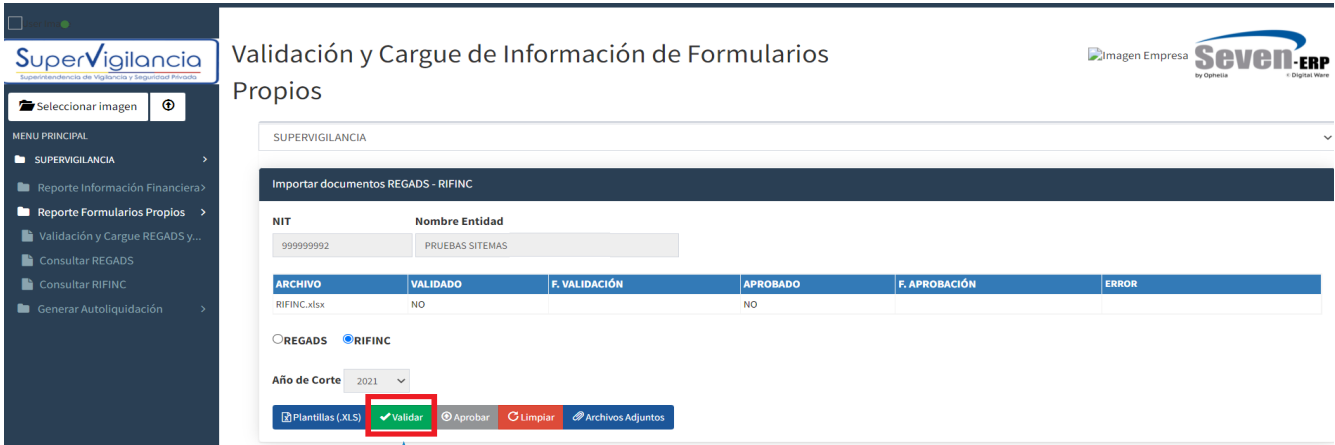 SuperVigilancia
Superintendencia de Vigilancia y Seguridad Privada
Seleccionar imagen
MENU PRINCIPAL
SUPERVIGILANCIA
Reporte Información Financiera
Reporte Formularios Propios
Validación y Cargue REGADS y...
Consultar REGADS
Consultar RIFINC
Generar Autoliquidación
Validación y Cargue de Información de Formularios
Propios
Imagen Empresa
Seven-ERP
by Ophelia © Digital Ware
SUPERVIGILANCIA
Importar documentos REGADS - RIFINC
NIT Nombre Entidad
999999992 PRUEBAS SITEMAS
ARCHIVO VALIDADO F. VALIDACIÓN APROBADO F. APROBACIÓN ERROR
RIFINC.xlsx NO NO
REGADS RIFINC
Año de Corte 2021
Plantillas (.XLS) Validar Aprobar Limpiar Archivos Adjuntos